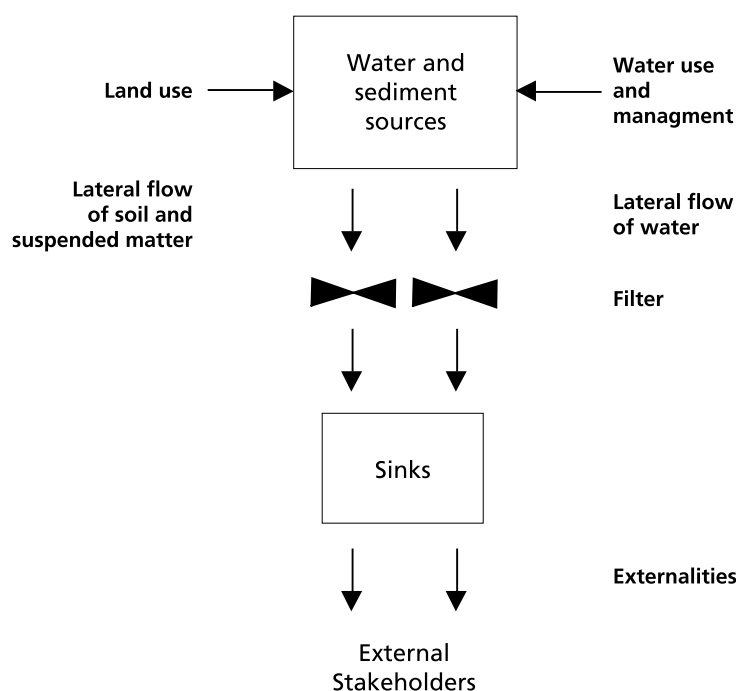 Water and
sediment
sources
Land use
Water use
and
managment
Lateral flow
of soil and
suspended matter
Lateral flow
of water
Filter
Sinks
Externalities
External
Stakeholders